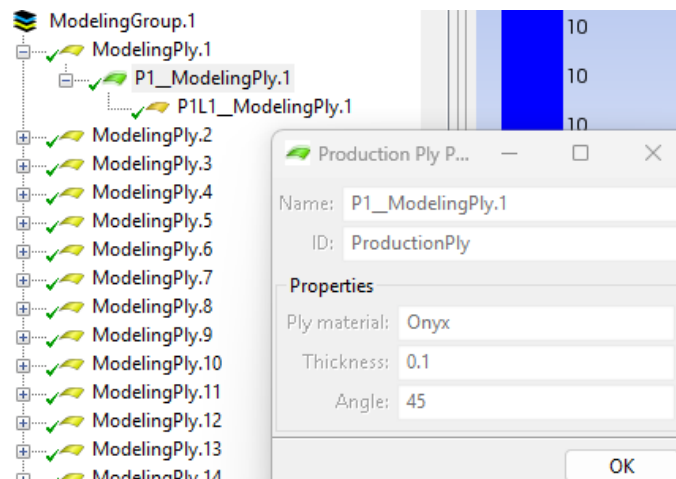 ModelingGroup.1
ModelingPly.1
P1__ModelingPly.1
P1L1__ModelingPly.1
ModelingPly.2
ModelingPly.3
ModelingPly.4
ModelingPly.5
ModelingPly.6
ModelingPly.7
ModelingPly.8
ModelingPly.9
ModelingPly.10
ModelingPly.11
ModelingPly.12
ModelingPly.13
ModelingPly.14
10
10
10
Production Ply P...
Name: P1__ModelingPly.1
ID: ProductionPly
Properties
Ply material: Onyx
Thickness: 0.1
Angle: 45
OK